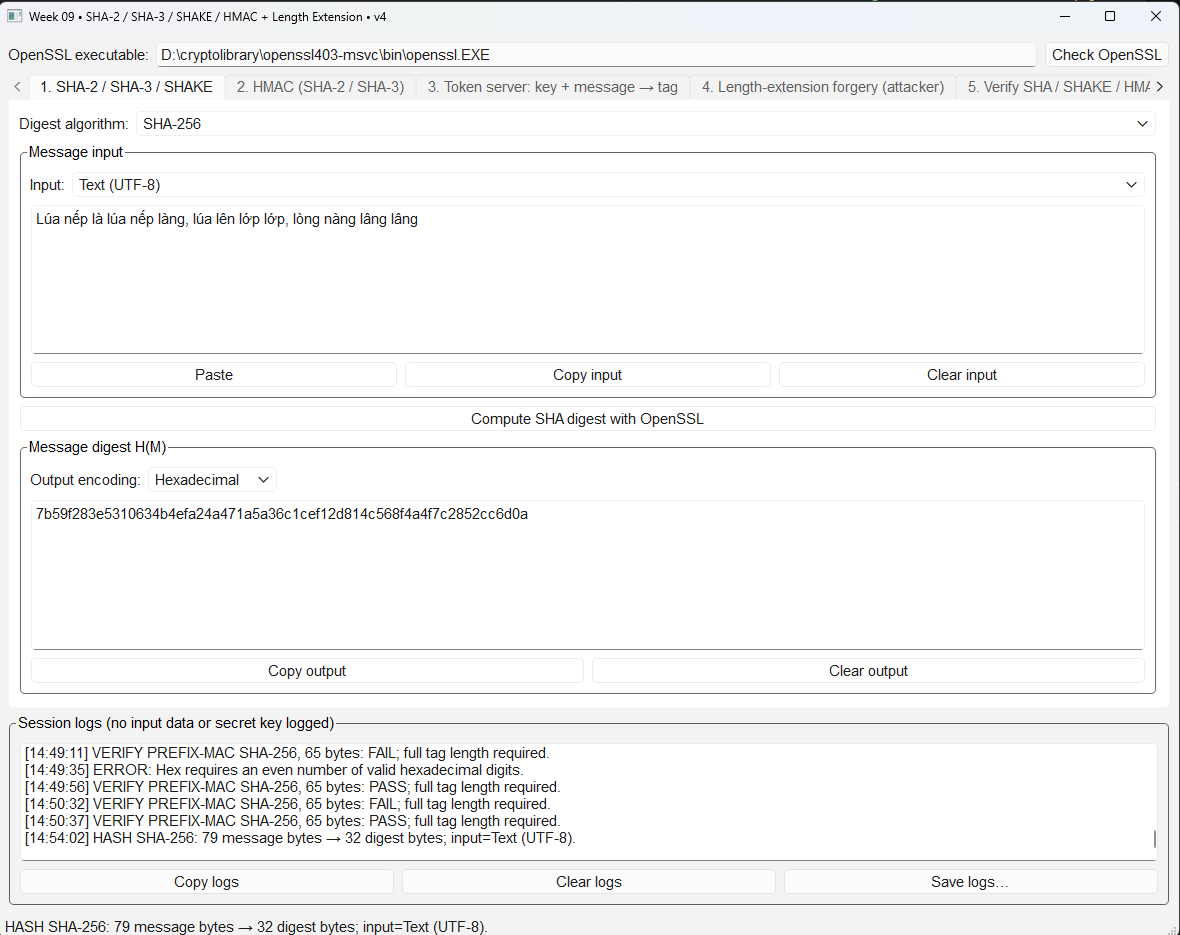 Week 09 • SHA-2 / SHA-3 / SHAKE / HMAC + Length Extension • v4
OpenSSL executable: D:\cryptolibrary\openssl403-msvc\bin\openssl.EXE Check OpenSSL
1. SHA-2 / SHA-3 / SHAKE 2. HMAC (SHA-2 / SHA-3) 3. Token server: key + message → tag 4. Length-extension forgery (attacker) 5. Verify SHA / SHAKE / HMA
Digest algorithm: SHA-256
Message input
Input: Text (UTF-8)
Lúa nếp là lúa nếp làng, lúa lên lớp lớp, lòng nàng lâng lâng
Paste Copy input Clear input
Compute SHA digest with OpenSSL
Message digest H(M)
Output encoding: Hexadecimal
7b59f283e5310634b4efa24a471a5a36c1cef12d814c568f4a4f7c2852cc6d0a
Copy output Clear output
Session logs (no input data or secret key logged)
[14:49:11] VERIFY PREFIX-MAC SHA-256, 65 bytes: FAIL; full tag length required.
[14:49:35] ERROR: Hex requires an even number of valid hexadecimal digits.
[14:49:56] VERIFY PREFIX-MAC SHA-256, 65 bytes: PASS; full tag length required.
[14:50:32] VERIFY PREFIX-MAC SHA-256, 65 bytes: FAIL; full tag length required.
[14:50:37] VERIFY PREFIX-MAC SHA-256, 65 bytes: PASS; full tag length required.
[14:54:02] HASH SHA-256: 79 message bytes → 32 digest bytes; input=Text (UTF-8).
Copy logs Clear logs Save logs…
HASH SHA-256: 79 message bytes → 32 digest bytes; input=Text (UTF-8).